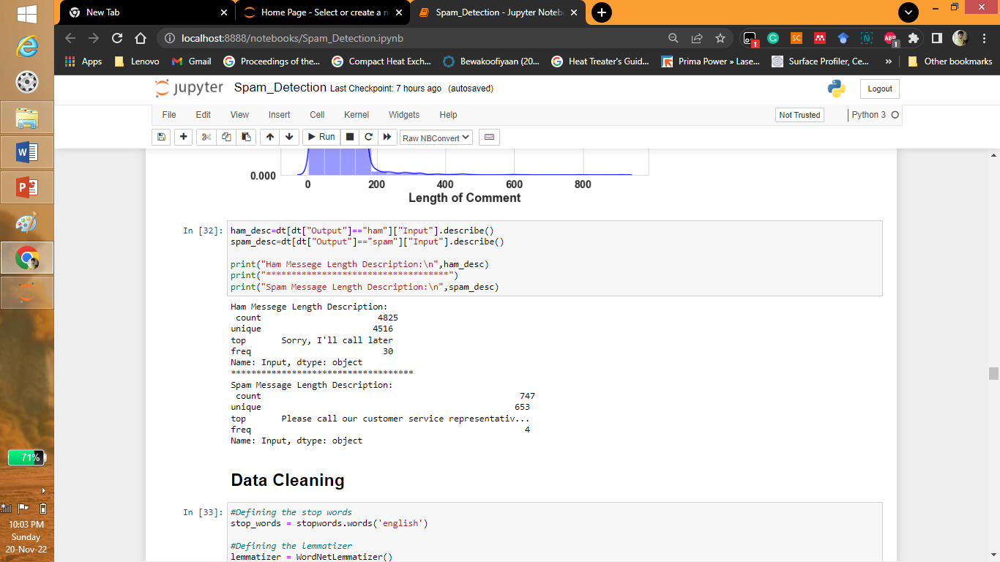 New Tab
Home Page - Select or create a n
Spam_Detection - Jupyter Noteb
localhost:8888/notebooks/Spam_Detection.ipynb
1
SC
N
ABP
1
Apps
Lenovo
Gmail
Proceedings of the...
Compact Heat Exch...
Bewakoofiyaan (20...
Heat Treater's Guid...
Prima Power » Lase...
Surface Profiler, Ce...
»
Other bookmarks
jupyter Spam_Detection Last Checkpoint: 7 hours ago (autosaved)
Logout
File Edit View Insert Cell Kernel Widgets Help
Not Trusted
Python 3
Run
Raw NBConvert
0.000
0 200 400 600 800
Length of Comment
In [32]: ham_desc=dt[dt["Output"]=="ham"]["Input"].describe()
spam_desc=dt[dt["Output"]=="spam"]["Input"].describe()
print("Ham Messege Length Description:\n",ham_desc)
print("************************************")
print("Spam Message Length Description:\n",spam_desc)
Ham Messege Length Description:
count 4825
unique 4516
top Sorry, I'll call later
freq 30
Name: Input, dtype: object
************************************
Spam Message Length Description:
count 747
unique 653
top Please call our customer service representativ...
freq 4
Name: Input, dtype: object
Data Cleaning
In [33]: #Defining the stop words
stop_words = stopwords.words('english')
#Defining the lemmatizer
lemmatizer = WordNetLemmatizer()
71%
10:03 PM
Sunday
20-Nov-22